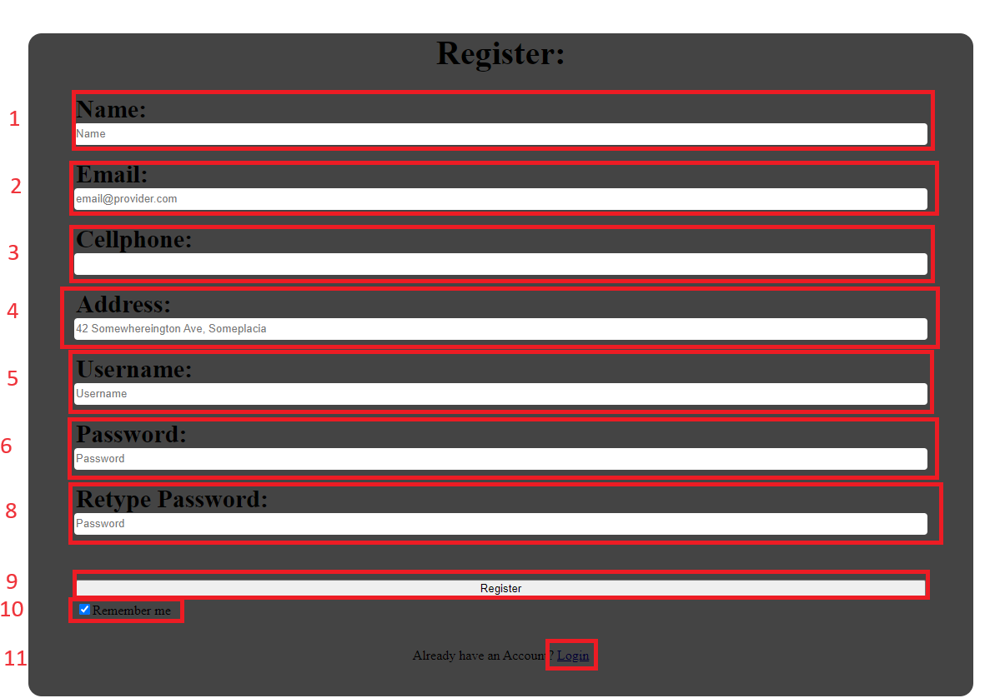 Register:
1
Name:
Name
2
Email:
email@provider.com
3
Cellphone:
4
Address:
42 Somewhereington Ave, Someplacia
5
Username:
Username
6
Password:
Password
8
Retype Password:
Password
9
Register
10
Remember me
11
Already have an Account? Login